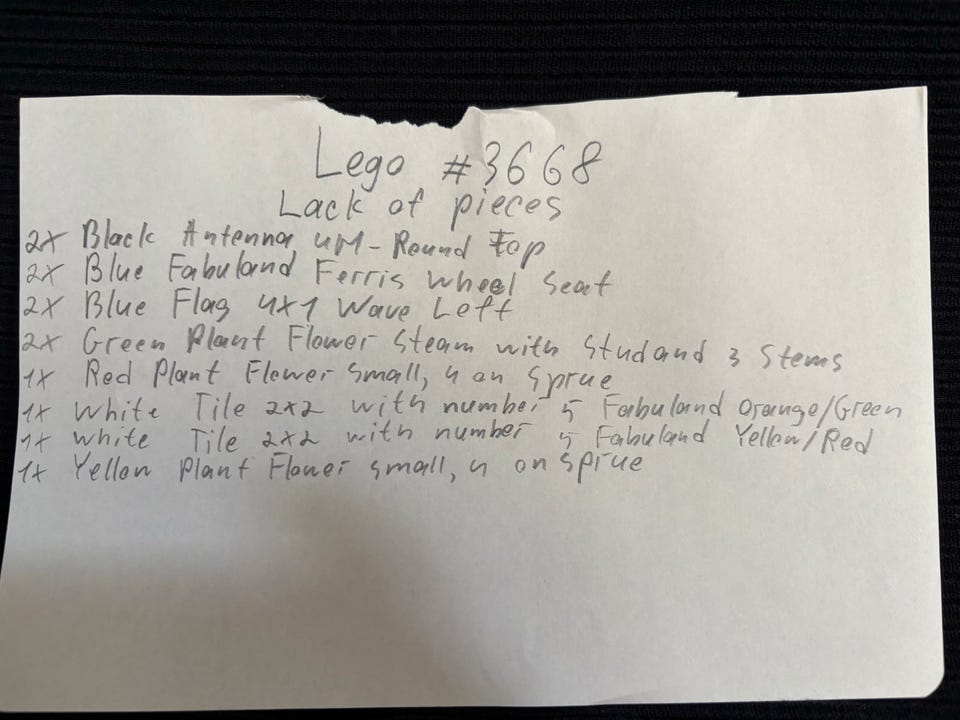 Lego #3668
Lack of pieces
2x Black Antenna 4M-Round top
2x Blue Fabuland Ferris Wheel Seat
2x Blue Flag 4x1 Wave Left
2x Green Plant Flower Steam with Stud and 3 Stems
1x Red Plant Flower small, 4 on Sprue
1x White Tile 2x2 with number 5 Fabuland Orange/Green
1x White Tile 2x2 with number 5 Fabuland Yellow/Red
1x Yellow Plant Flower small, 4 on Sprue